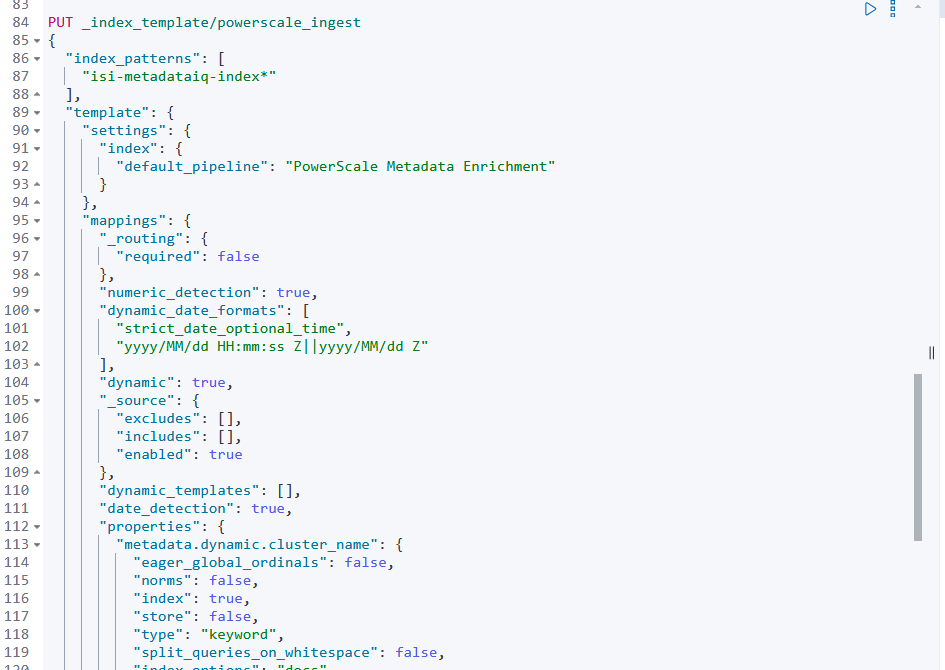 83
84 PUT _index_template/powerscale_ingest
85 {
86 "index_patterns": [
87 "isi-metadataiq-index*"
88 ],
89 "template": {
90 "settings": {
91 "index": {
92 "default_pipeline": "PowerScale Metadata Enrichment"
93 }
94 },
95 "mappings": {
96 "_routing": {
97 "required": false
98 },
99 "numeric_detection": true,
100 "dynamic_date_formats": [
101 "strict_date_optional_time",
102 "yyyy/MM/dd HH:mm:ss Z||yyyy/MM/dd Z"
103 ],
104 "dynamic": true,
105 "_source": {
106 "excludes": [],
107 "includes": [],
108 "enabled": true
109 },
110 "dynamic_templates": [],
111 "date_detection": true,
112 "properties": {
113 "metadata.dynamic.cluster_name": {
114 "eager_global_ordinals": false,
115 "norms": false,
116 "index": true,
117 "store": false,
118 "type": "keyword",
119 "split_queries_on_whitespace": false,
120 "index_options": "docs"